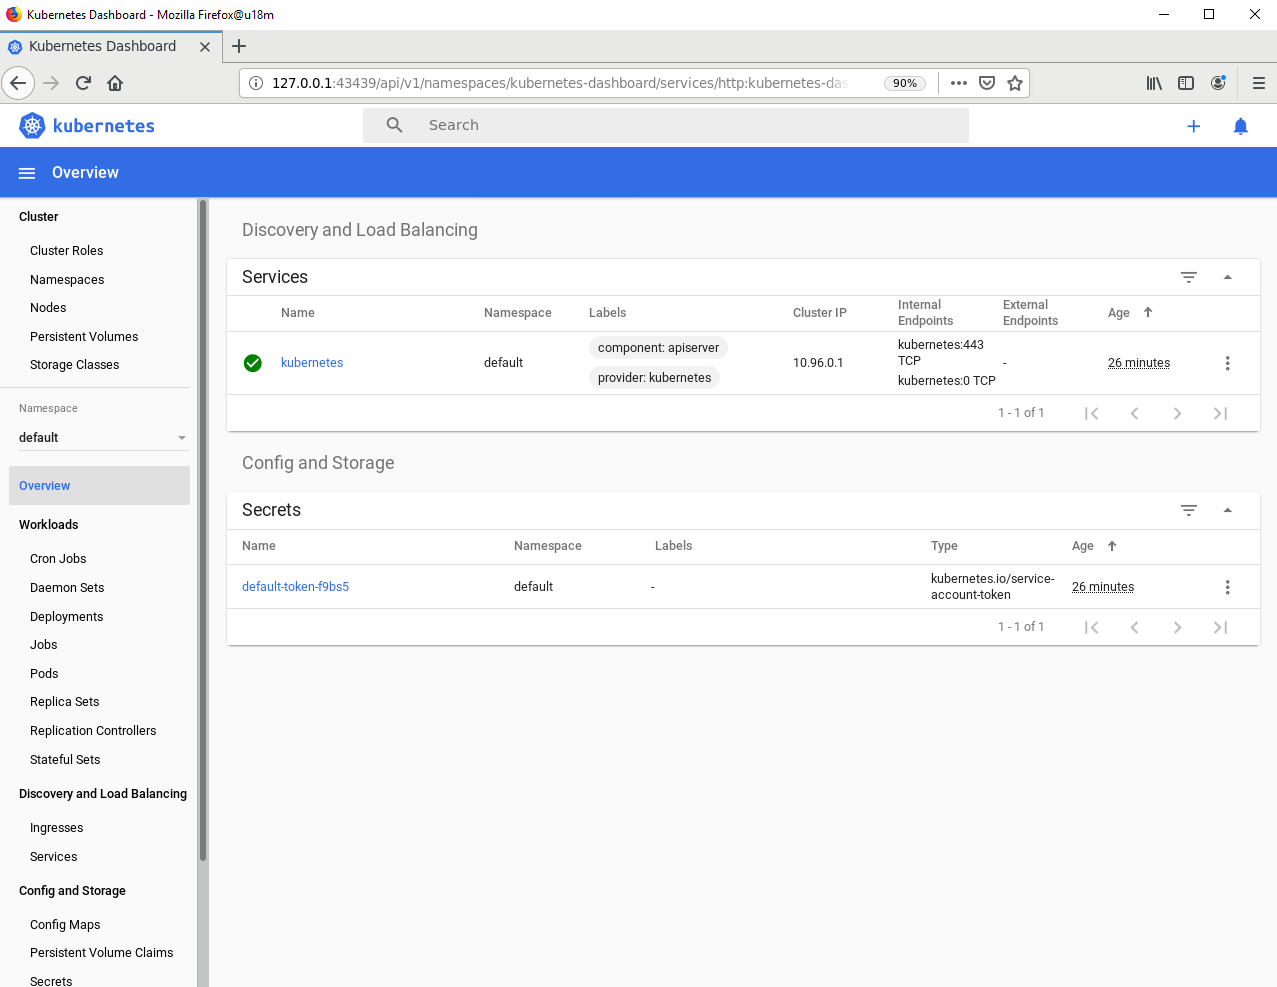 Kubernetes Dashboard - Mozilla Firefox@u18m
Kubernetes Dashboard
127.0.0.1:43439/api/v1/namespaces/kubernetes-dashboard/services/http:kubernetes-das
90%
kubernetes
Search
Overview
Cluster
Cluster Roles
Namespaces
Nodes
Persistent Volumes
Storage Classes
Namespace
default
Overview
Workloads
Cron Jobs
Daemon Sets
Deployments
Jobs
Pods
Replica Sets
Replication Controllers
Stateful Sets
Discovery and Load Balancing
Ingresses
Services
Config and Storage
Config Maps
Persistent Volume Claims
Secrets
Discovery and Load Balancing
Services
Name Namespace Labels Cluster IP Internal Endpoints External Endpoints Age
kubernetes default component: apiserver provider: kubernetes 10.96.0.1 kubernetes:443 TCP kubernetes:0 TCP - 26 minutes
1 - 1 of 1
Config and Storage
Secrets
Name Namespace Labels Type Age
default-token-f9bs5 default - kubernetes.io/service-account-token 26 minutes
1 - 1 of 1